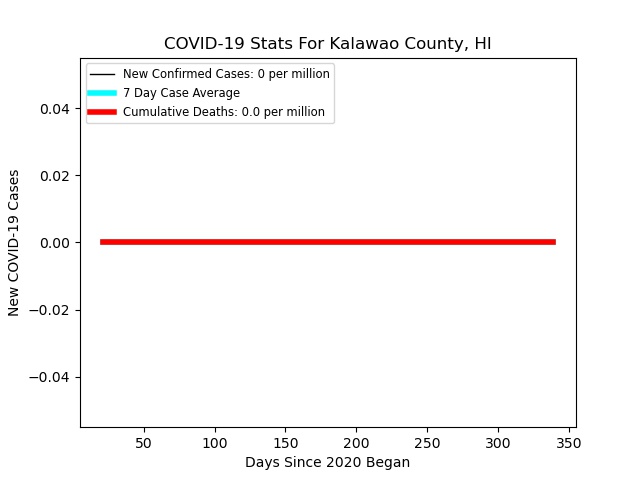 COVID-19 Stats For Kalawao County, HI
New Confirmed Cases: 0 per million
7 Day Case Average
Cumulative Deaths: 0.0 per million
New COVID-19 Cases
0.04
0.02
0.00
−0.02
−0.04
50 100 150 200 250 300 350
Days Since 2020 Began